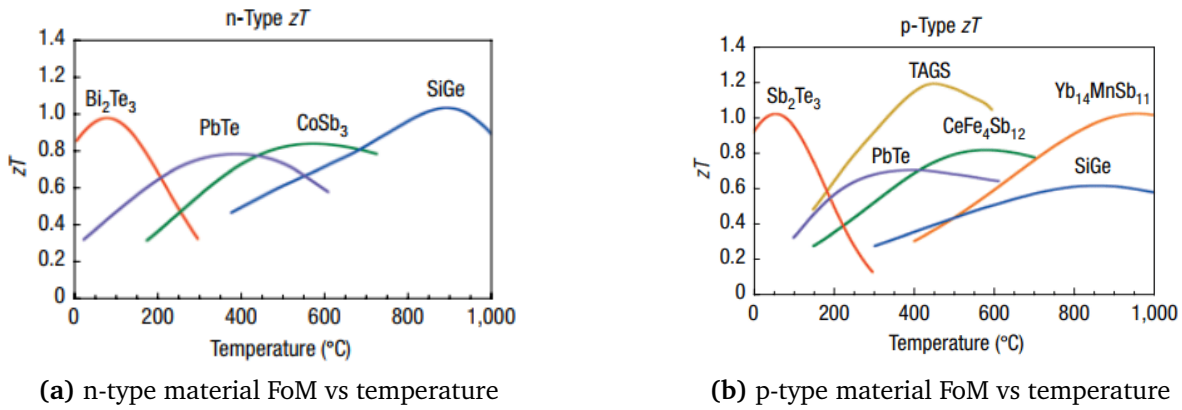 n-Type zT
1.4
1.2
1.0
0.8
0.6
0.4
0.2
0
zT
Bi₂Te₃
PbTe
CoSb₃
SiGe
0 200 400 600 800 1,000
Temperature (°C)
(a) n-type material FoM vs temperature
p-Type zT
1.4
1.2
1.0
0.8
0.6
0.4
0.2
0
zT
Sb₂Te₃
TAGS
Yb₁₄MnSb₁₁
CeFe₄Sb₁₂
PbTe
SiGe
0 200 400 600 800 1,000
Temperature (°C)
(b) p-type material FoM vs temperature